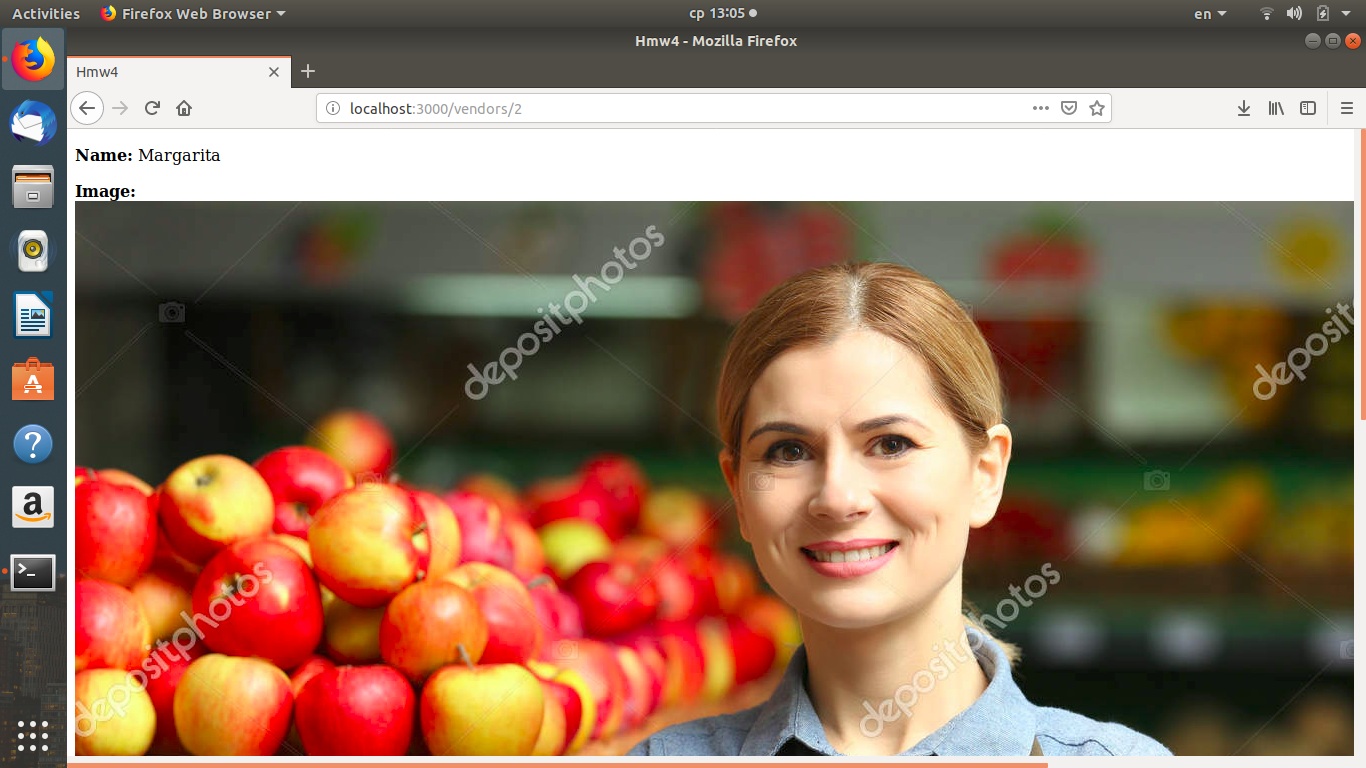 Activities Firefox Web Browser ср 13:05 en
Hmw4 - Mozilla Firefox
Hmw4
localhost:3000/vendors/2
Name: Margarita
Image:
depositphotos
depositphotos
depositphotos
depositphotos
depositphotos